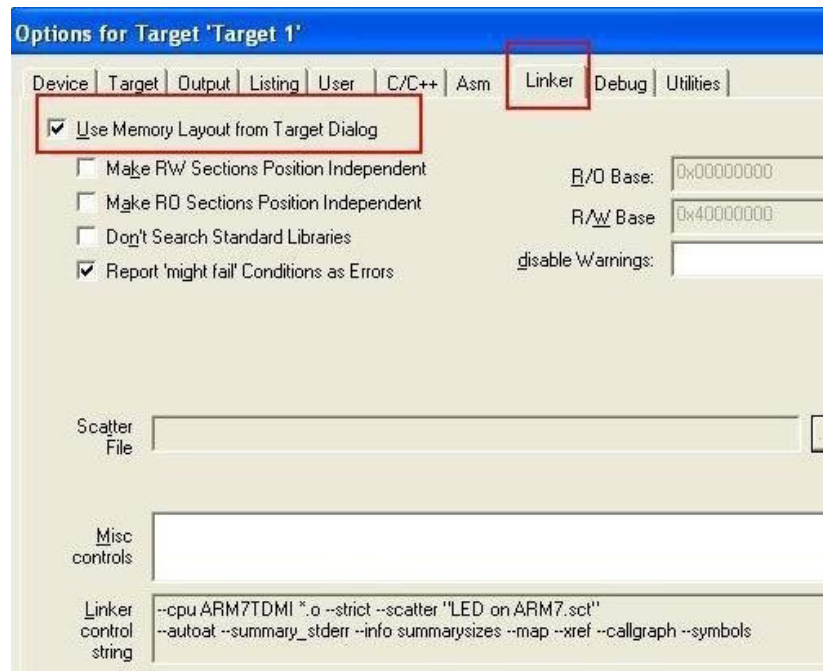 Options for Target 'Target 1'
Device Target Output Listing User C/C++ Asm Linker Debug Utilities
Use Memory Layout from Target Dialog
Make RW Sections Position Independent
Make RO Sections Position Independent
Don't Search Standard Libraries
Report 'might fail' Conditions as Errors
R/O Base: 0x00000000
R/W Base 0x40000000
disable Warnings:
Scatter
File
Misc
controls
Linker
control
string
--cpu ARM7TDMI *.o --strict --scatter "LED on ARM7.sct"
--autoat --summary_stderr --info summarysizes --map --xref --callgraph --symbols